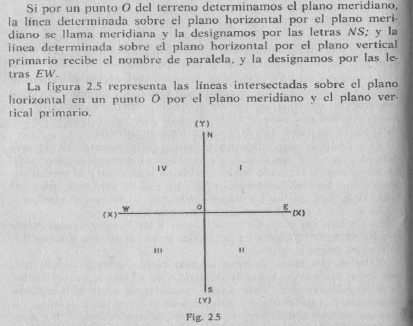 Si por un punto O del terreno determinamos el plano meridiano,
la línea determinada sobre el plano horizontal por el plano meri-
diano se llama meridiana y la designamos por las letras NS; y la
línea determinada sobre el plano horizontal por el plano vertical
primario recibe el nombre de paralela, y la designamos por las le-
tras EW.
La figura 2.5 representa las líneas intersectadas sobre el plano
horizontal en un punto O por el plano meridiano y el plano ver-
tical primario.
(Y)
N
IV I
W O E
(X) (X)
III II
S
(Y)
Fig. 2.5